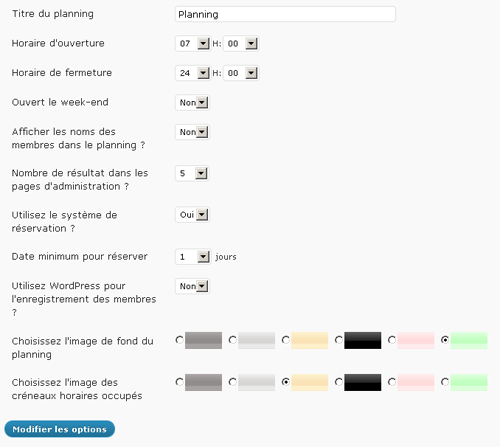 Titre du planning Planning
Horaire d'ouverture 07 H: 00
Horaire de fermeture 24 H: 00
Ouvert le week-end Non
Afficher les noms des Non
membres dans le planning ?
Nombre de résultat dans les 5
pages d'administration ?
Utilisez le système de Oui
réservation ?
Date minimum pour réserver 1 jours
Utilisez WordPress pour Non
l'enregistrement des membres
?
Choisissez l'image de fond du
planning
Choisissez l'image des
créneaux horaires occupés
Modifier les options